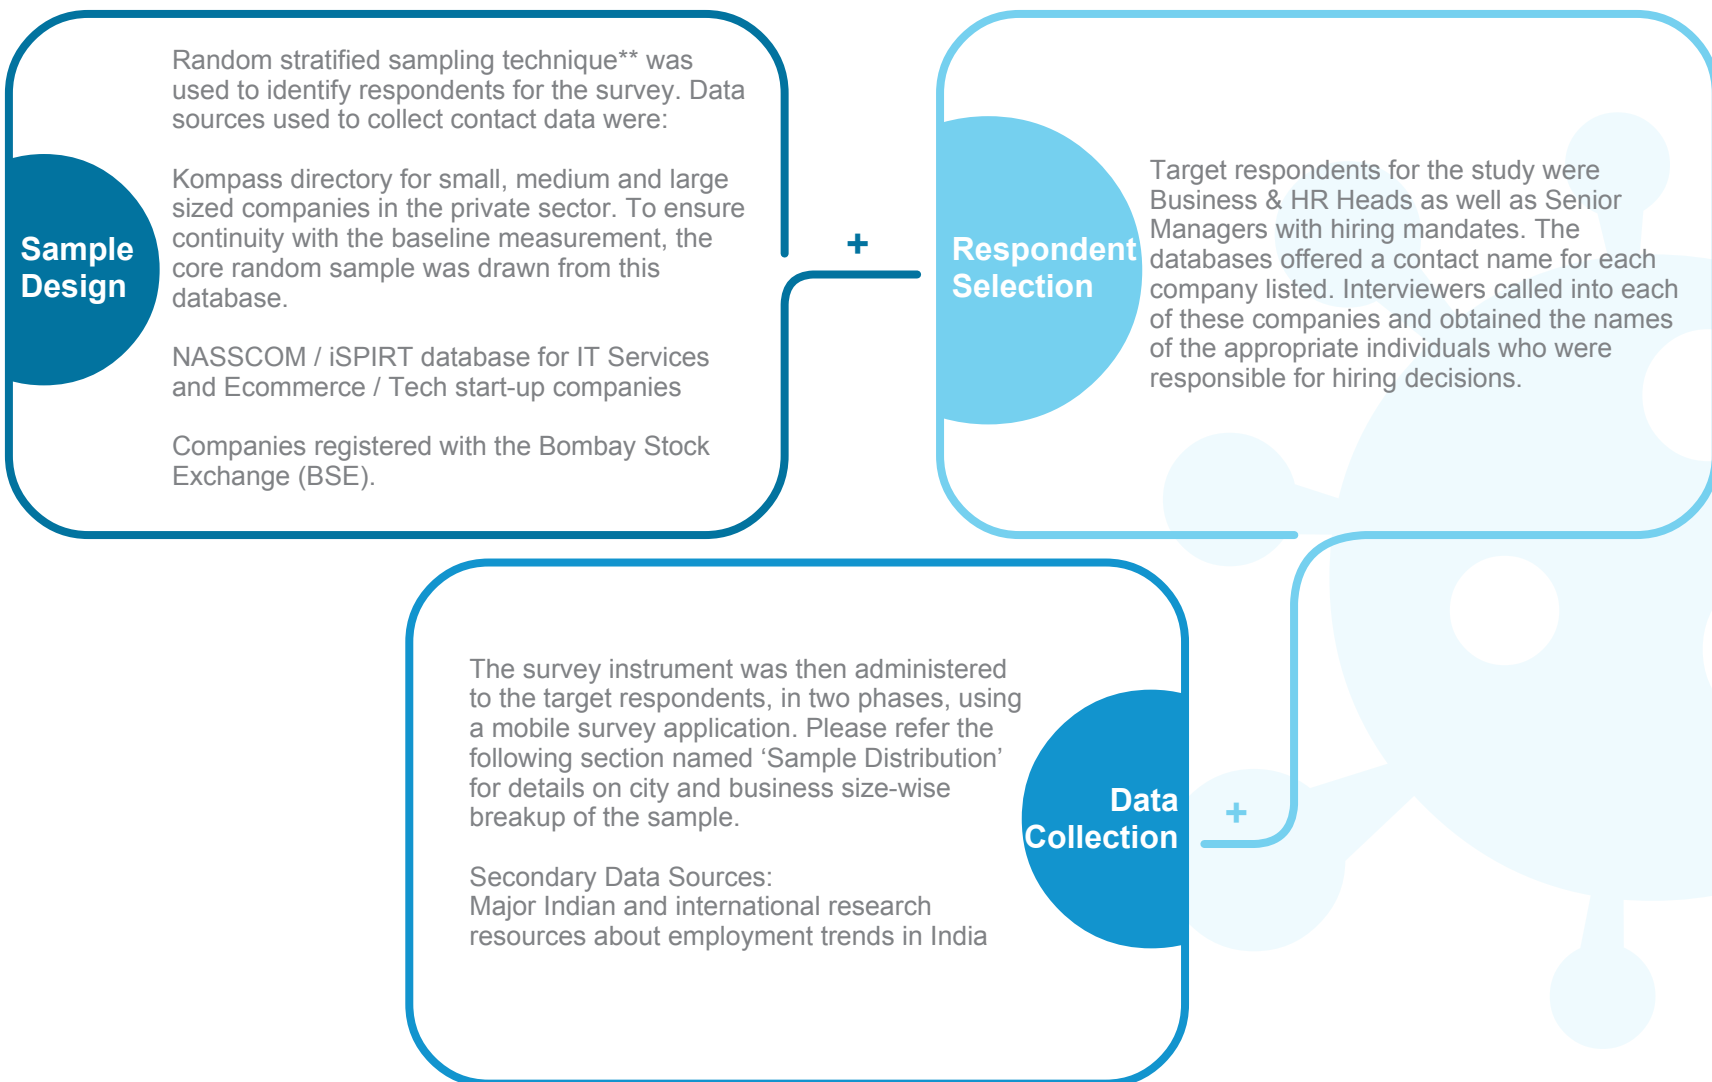 Sample
Design
Random stratified sampling technique** was
used to identify respondents for the survey. Data
sources used to collect contact data were:
Kompass directory for small, medium and large
sized companies in the private sector. To ensure
continuity with the baseline measurement, the
core random sample was drawn from this
database.
NASSCOM / iSPIRT database for IT Services
and Ecommerce / Tech start-up companies
Companies registered with the Bombay Stock
Exchange (BSE).
+
Respondent
Selection
Target respondents for the study were
Business & HR Heads as well as Senior
Managers with hiring mandates. The
databases offered a contact name for each
company listed. Interviewers called into each
of these companies and obtained the names
of the appropriate individuals who were
responsible for hiring decisions.
+
Data
Collection
The survey instrument was then administered
to the target respondents, in two phases, using
a mobile survey application. Please refer the
following section named ‘Sample Distribution’
for details on city and business size-wise
breakup of the sample.
Secondary Data Sources:
Major Indian and international research
resources about employment trends in India